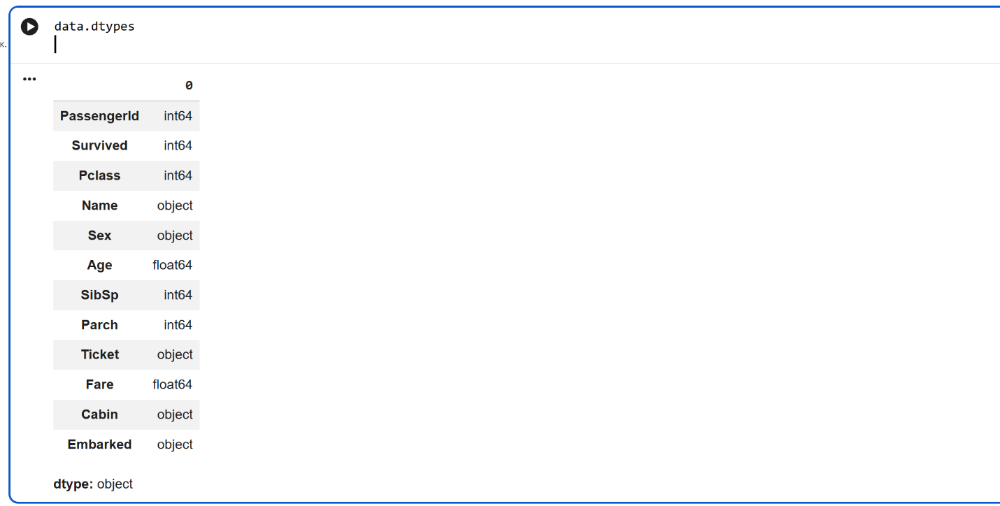 data.dtypes
к.
0
PassengerId int64
Survived int64
Pclass int64
Name object
Sex object
Age float64
SibSp int64
Parch int64
Ticket object
Fare float64
Cabin object
Embarked object
dtype: object